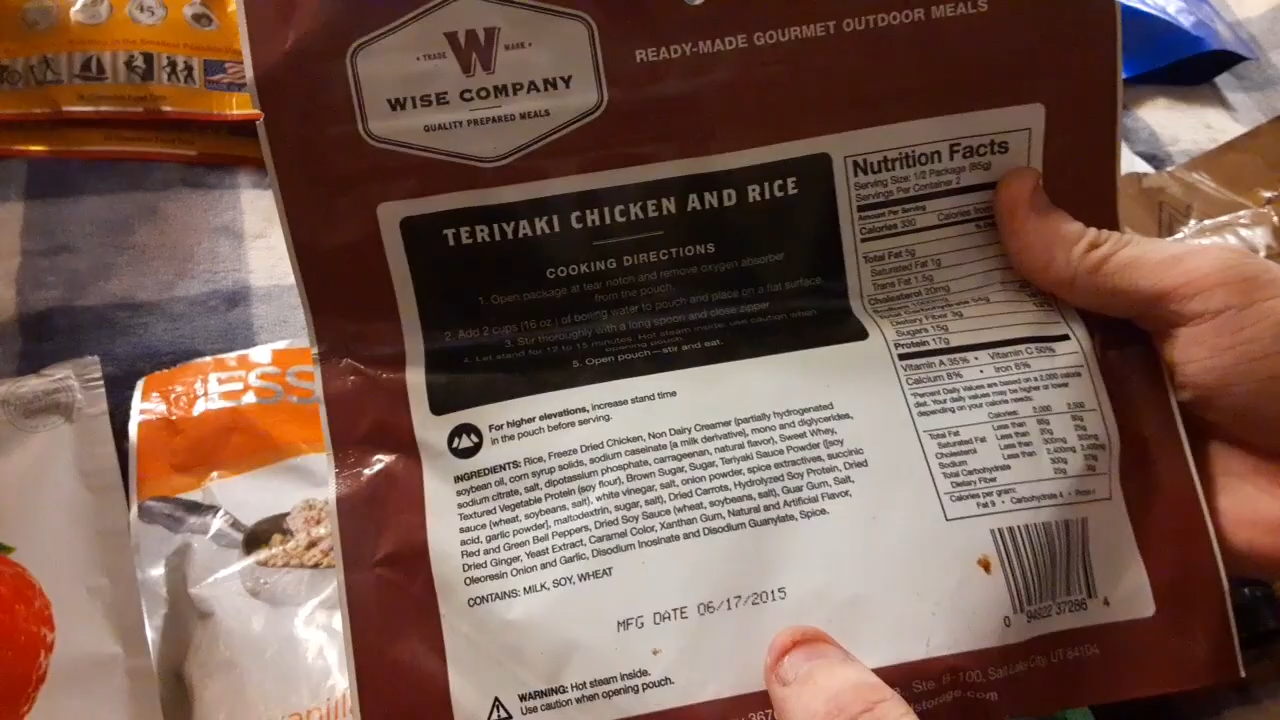 45
TRADE W MARK
WISE COMPANY
QUALITY PREPARED MEALS
READY-MADE GOURMET OUTDOOR MEALS
TERIYAKI CHICKEN AND RICE
COOKING DIRECTIONS
1. Open package at tear notch and remove oxygen absorber
from the pouch.
2. Add 2 cups (16 oz.) of boiling water to pouch and place on a flat surface.
3. Stir thoroughly with a long spoon and close zipper
4. Let stand for 12 to 15 minutes. Hot steam inside; use caution when
opening pouch.
5. Open pouch—stir and eat.
For higher elevations, increase stand time
in the pouch before serving.
INGREDIENTS: Rice, Freeze Dried Chicken, Non Dairy Creamer (partially hydrogenated
soybean oil, corn syrup solids, sodium caseinate [a milk derivative], mono and diglycerides,
sodium citrate, salt, dipotassium phosphate, carrageenan, natural flavor), Sweet Whey,
Textured Vegetable Protein (soy flour), Brown Sugar, Sugar, Teriyaki Sauce Powder (soy
sauce [wheat, soybeans, salt], white vinegar, salt, onion powder, spice extractives, succinic
acid, garlic powder), maltodextrin, sugar, salt), Dried Carrots, Hydrolyzed Soy Protein, Dried
Red and Green Bell Peppers, Dried Soy Sauce (wheat, soybeans, salt), Guar Gum, Salt,
Dried Ginger, Yeast Extract, Caramel Color, Xanthan Gum, Natural and Artificial Flavor,
Oleoresin Onion and Garlic, Disodium Inosinate and Disodium Guanylate, Spice.
CONTAINS: MILK, SOY, WHEAT
MFG DATE 06/17/2015
WARNING: Hot steam inside.
Use caution when opening pouch.
Nutrition Facts
Serving Size: 1/2 Package (85g)
Servings Per Container 2
Amount Per Serving
Calories 330 Calories from
Total Fat 5g
Saturated Fat 1g
Trans Fat 1.5g
Cholesterol 20mg
Total Carbohydrate 54g
Dietary Fiber 3g
Sugars 15g
Protein 17g
Vitamin A 35% • Vitamin C 50%
Calcium 8% • Iron 8%
*Percent Daily Values are based on a 2,000 calorie
diet. Your daily values may be higher or lower
depending on your calorie needs:
Calories: 2,000 2,500
Total Fat Less than 65g 80g
Saturated Fat Less than 20g 25g
Cholesterol Less than 300mg 300mg
Sodium Less than 2,400mg 2,400mg
Total Carbohydrate 300g
Dietary Fiber 25g 30g
Calories per gram:
Fat 9 • Carbohydrate 4 •
0 94922 37286 4
Ste. B-100, Salt Lake City, UT 84104
storage.com
ESS